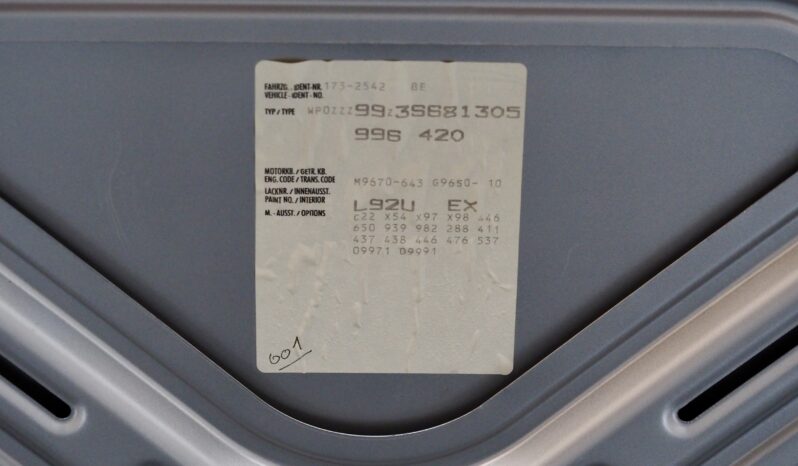 FAHRZG.-IDENT-NR. 173-2542 BE
VEHICLE-IDENT-NO.
TYP / TYPE WPOZZZ99Z3S681305
996 420
MOTORKB. / GETR. KB.
ENG. CODE / TRANS. CODE M9670-643 G9650- 10
LACKNR. / INNENAUSST.
PAINT NO. / INTERIOR L92U EX
M.-AUSST. / OPTIONS C22 X54 X97 X98 446
650 939 982 288 411
437 438 446 476 537
09971 09991
601